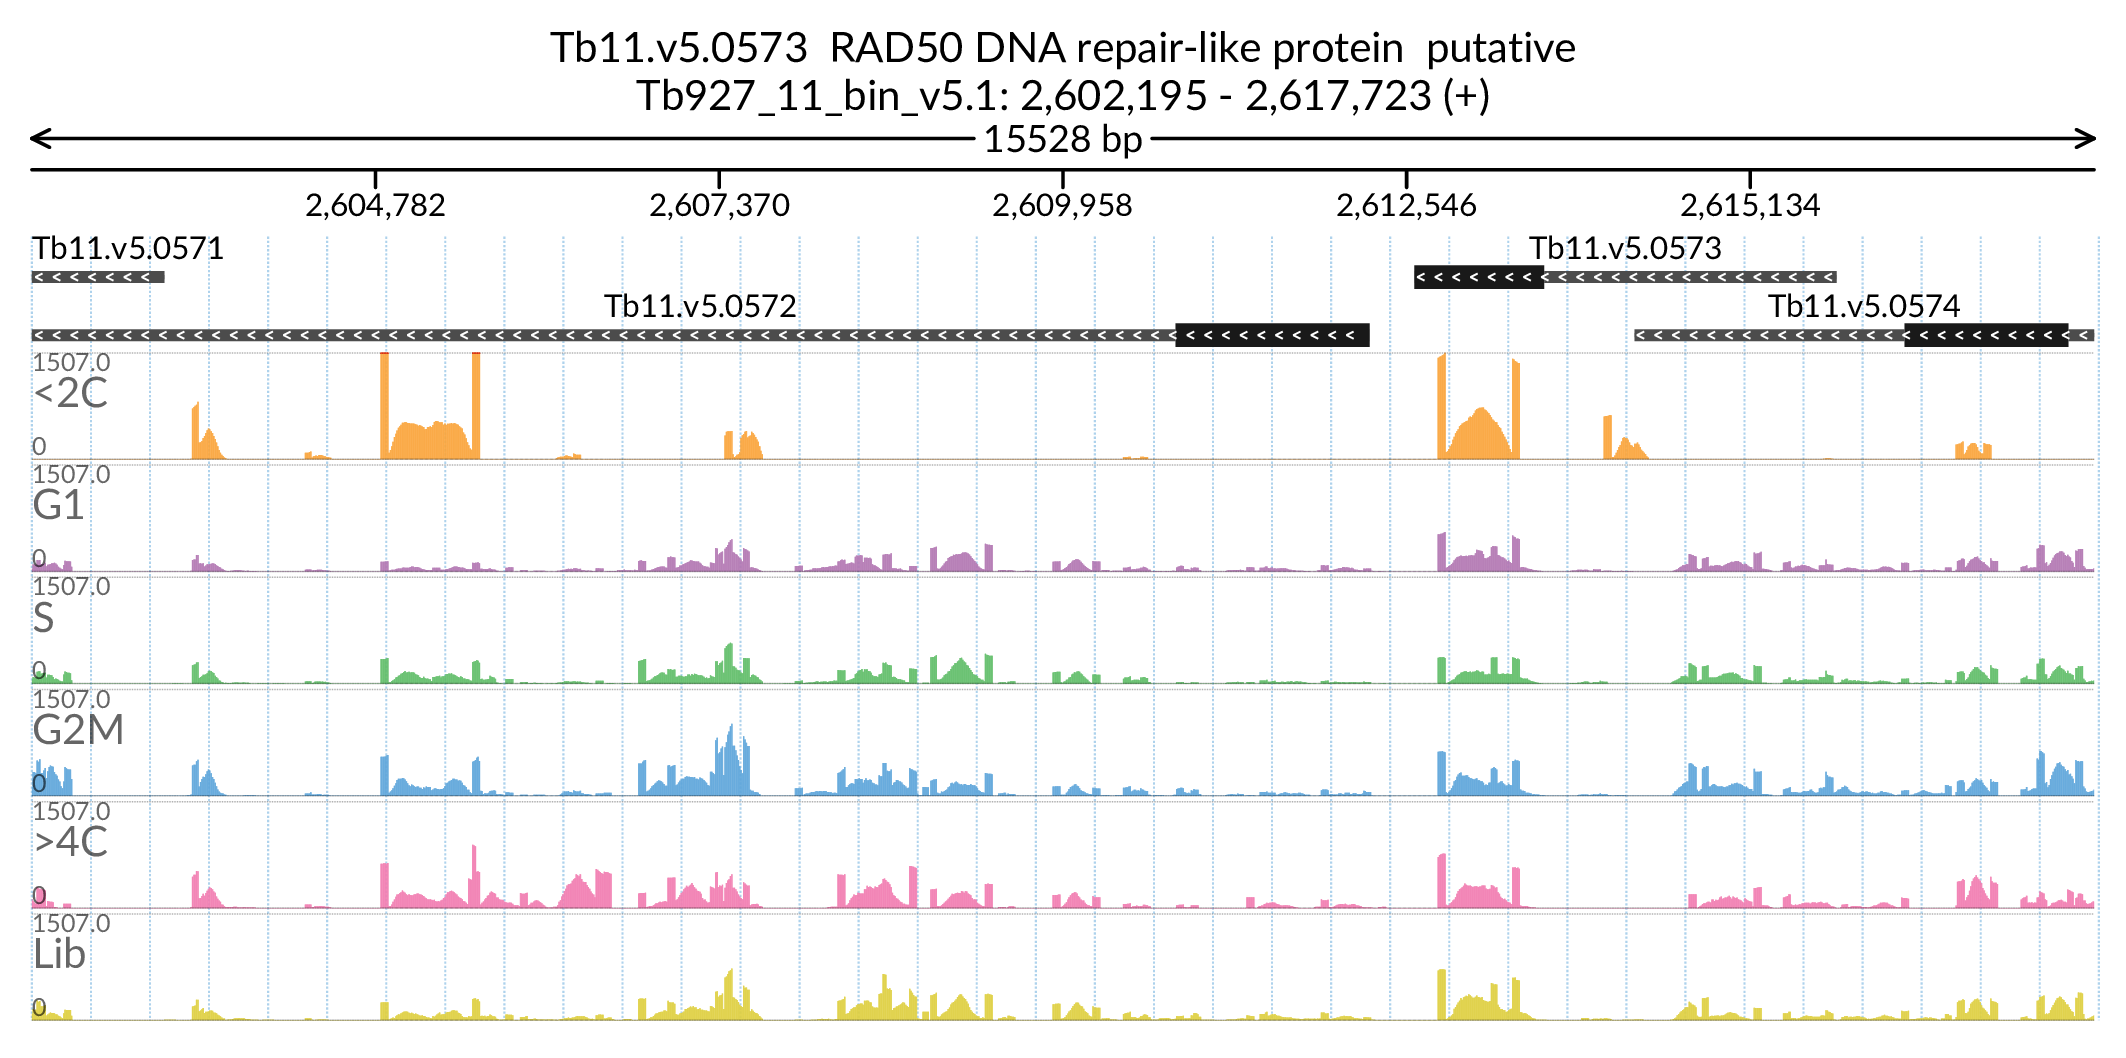 Tb11.v5.0573 RAD50 DNA repair-like protein putative
Tb927_11_bin_v5.1: 2,602,195 - 2,617,723 (+)
15528 bp
2,604,782 2,607,370 2,609,958 2,612,546 2,615,134
Tb11.v5.0571 Tb11.v5.0573
Tb11.v5.0572 Tb11.v5.0574
1507.0
<2C
0
1507.0
G1
0
1507.0
S
0
1507.0
G2M
0
1507.0
>4C
0
1507.0
Lib
0